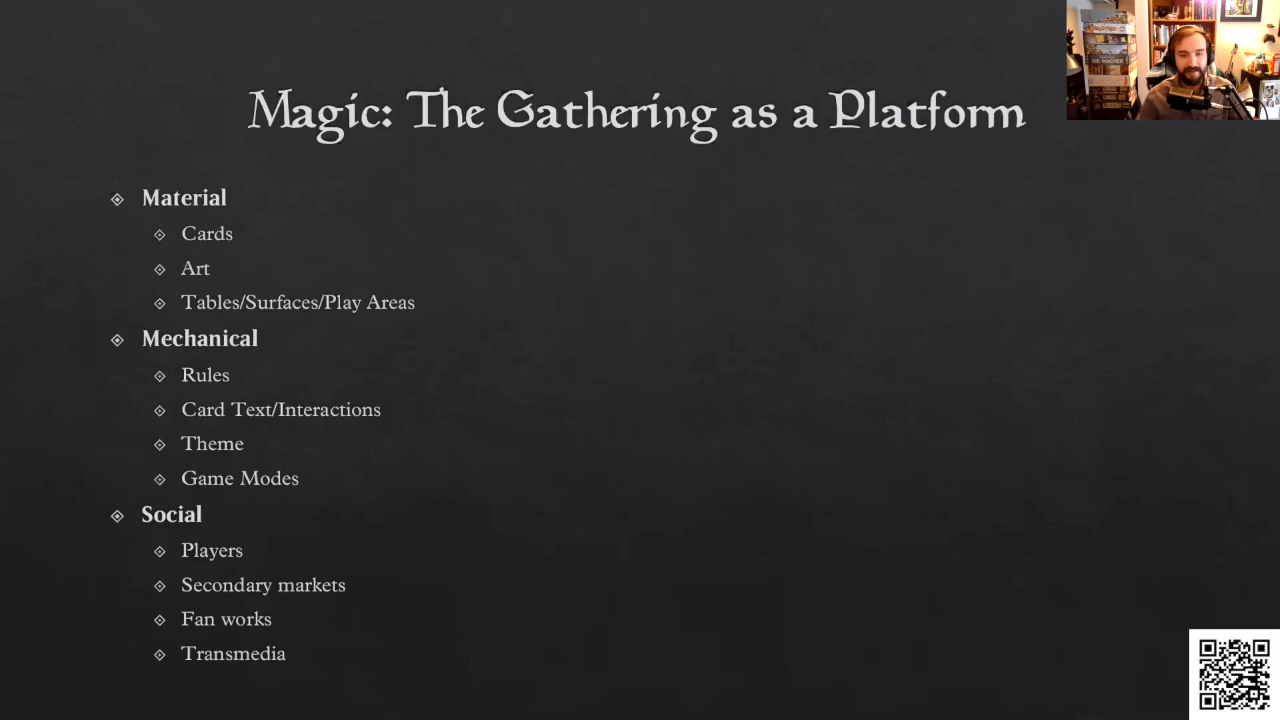 Magic: The Gathering as a Platform
Material
Cards
Art
Tables/Surfaces/Play Areas
Mechanical
Rules
Card Text/Interactions
Theme
Game Modes
Social
Players
Secondary markets
Fan works
Transmedia